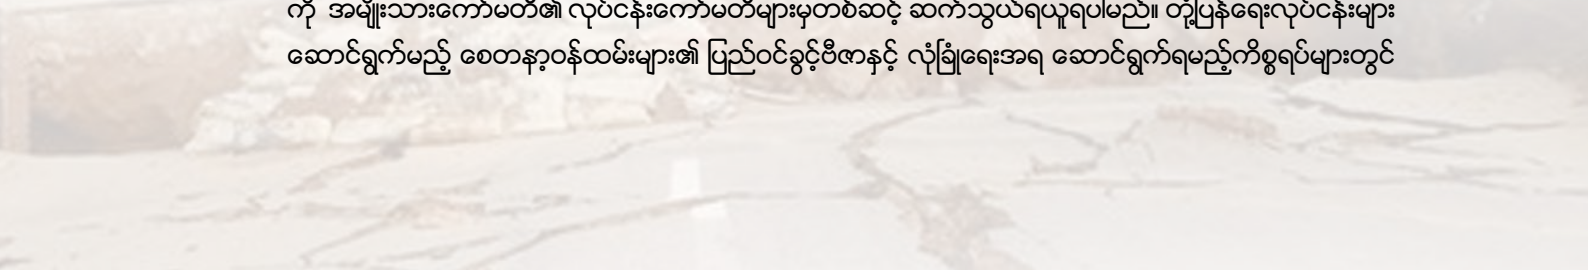 ကို အမျိုးသားကော်မတီ၏ လုပ်ငန်းကော်မတီများမှတစ်ဆင့် ဆက်သွယ်ရယူရပါမည်။ တုံ့ပြန်ရေးလုပ်ငန်းများ
ဆောင်ရွက်မည့် စေတနာ့ဝန်ထမ်းများ၏ ပြည်ဝင်ခွင့်ဗီဇာနှင့် လုံခြုံရေးအရ ဆောင်ရွက်ရမည့်ကိစ္စရပ်များတွင်